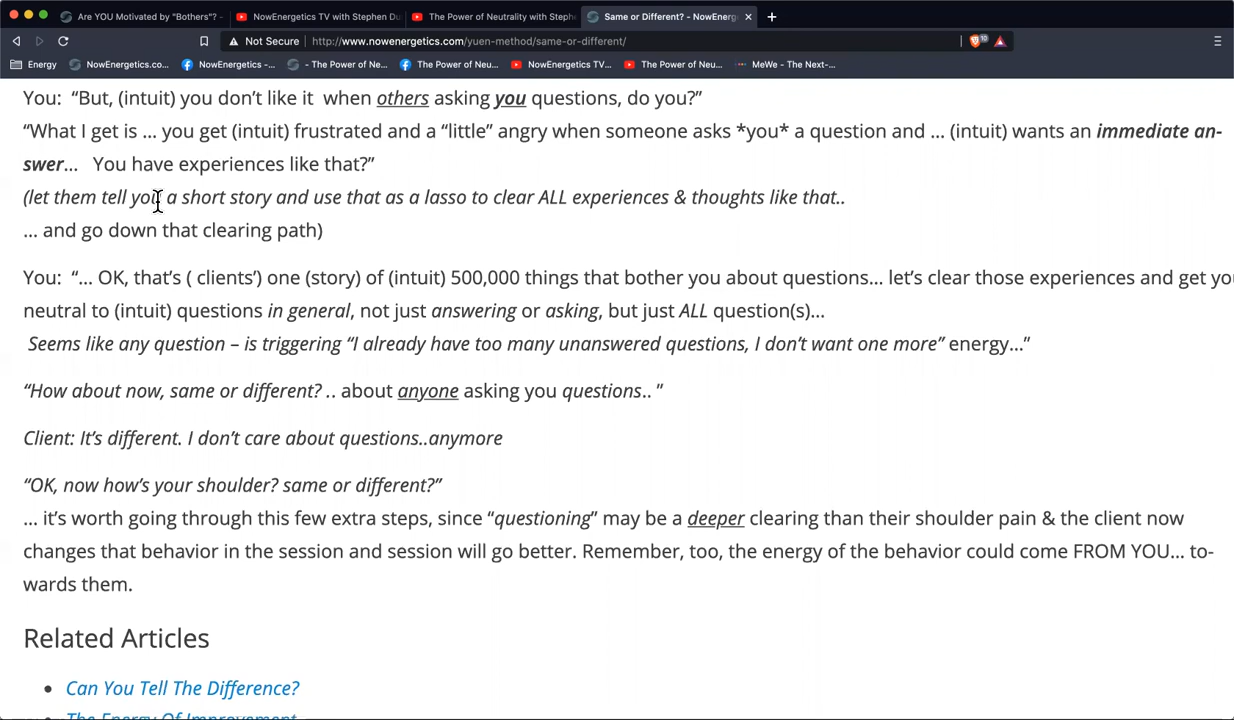 Are YOU Motivated by "Bothers"?
NowEnergetics TV with Stephen Du
The Power of Neutrality with Steph
Same or Different? - NowEnerg
Not Secure
http://www.nowenergetics.com/yuen-method/same-or-different/
10
Energy
NowEnergetics.co...
NowEnergetics -...
- The Power of Ne...
The Power of Neu...
NowEnergetics TV...
The Power of Neu...
MeWe - The Next-...
You: “But, (intuit) you don’t like it when others asking you questions, do you?”
“What I get is … you get (intuit) frustrated and a “little” angry when someone asks *you* a question and … (intuit) wants an immediate an-
swer… You have experiences like that?”
(let them tell you a short story and use that as a lasso to clear ALL experiences & thoughts like that..
… and go down that clearing path)
You: “… OK, that’s ( clients’) one (story) of (intuit) 500,000 things that bother you about questions… let’s clear those experiences and get you
neutral to (intuit) questions in general, not just answering or asking, but just ALL question(s)…
Seems like any question – is triggering “I already have too many unanswered questions, I don’t want one more” energy…”
“How about now, same or different? .. about anyone asking you questions.. ”
Client: It’s different. I don’t care about questions..anymore
“OK, now how’s your shoulder? same or different?”
… it’s worth going through this few extra steps, since “questioning” may be a deeper clearing than their shoulder pain & the client now
changes that behavior in the session and session will go better. Remember, too, the energy of the behavior could come FROM YOU… to-
wards them.
Related Articles
Can You Tell The Difference?
The Energy Of Improvement